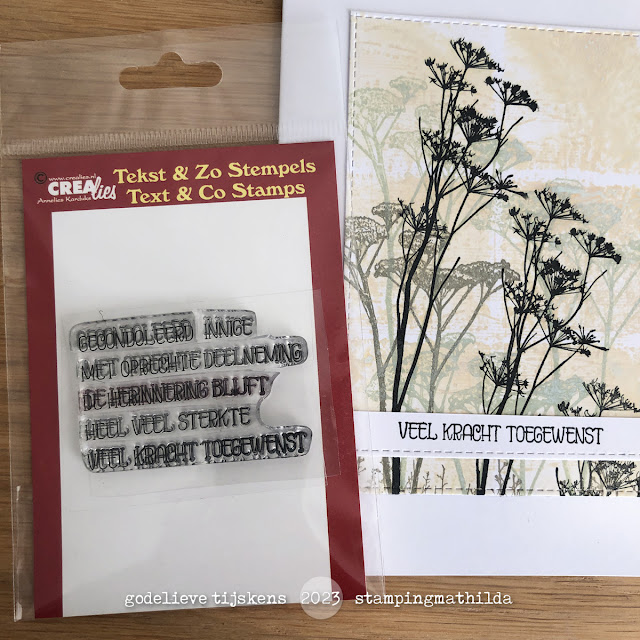 © www.crealies.nl
CREAlies
Annelies Karduks
Tekst & Zo Stempels
Text & Co Stamps
GECONDOLEERD INNIGE
MET OPRECHTE DEELNEMING
DE HERINNERING BLIJFT
HEEL VEEL STERKTE
VEEL KRACHT TOEGEWENST
VEEL KRACHT TOEGEWENST
godelieve tijskens 2023 stampingmathilda